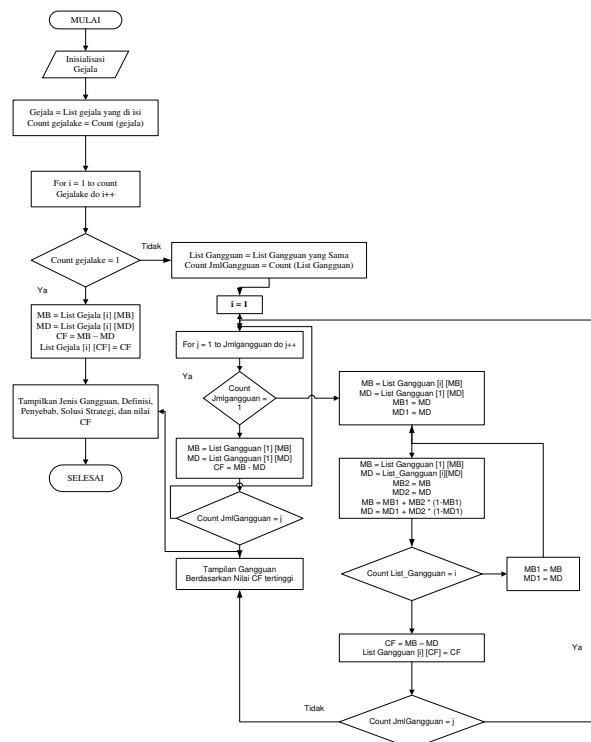 MULAI
Inisialisasi
Gejala
Gejala = List gejala yang di isi
Count gejalake = Count (gejala)
For i = 1 to count
Gejalake do i++
Count gejalake = 1
Tidak
Ya
List Gangguan = List Gangguan yang Sama
Count JmlGangguan = Count (List Gangguan)
i = 1
MB = List Gejala [i] [MB]
MD = List Gejala [i] [MD]
CF = MB – MD
List Gejala [i] [CF] = CF
For j = 1 to Jmlgangguan do j++
Ya
Count
Jmlgangguan =
1
MB = List Gangguan [i] [MB]
MD = List Gangguan [1] [MD]
MB1 = MD
MD1 = MD
Tampilkan Jenis Gangguan, Definisi,
Penyebab, Solusi Strategi, dan nilai
CF
MB = List Gangguan [1] [MB]
MD = List Gangguan [1] [MD]
CF = MB - MD
SELESAI
MB = List Gangguan [1] [MB]
MD = List_Gangguan [i][MD]
MB2 = MB
MD2 = MD
MB = MB1 + MB2 * (1-MB1)
MD = MD1 + MD2 * (1-MD1)
Count JmlGangguan = j
Tampilan Gangguan
Berdasarkan Nilai CF tertinggi
Count List_Gangguan = i
MB1 = MB
MD1 = MD
CF = MB – MD
List Gangguan [i] [CF] = CF
Ya
Tidak
Count JmlGangguan = j